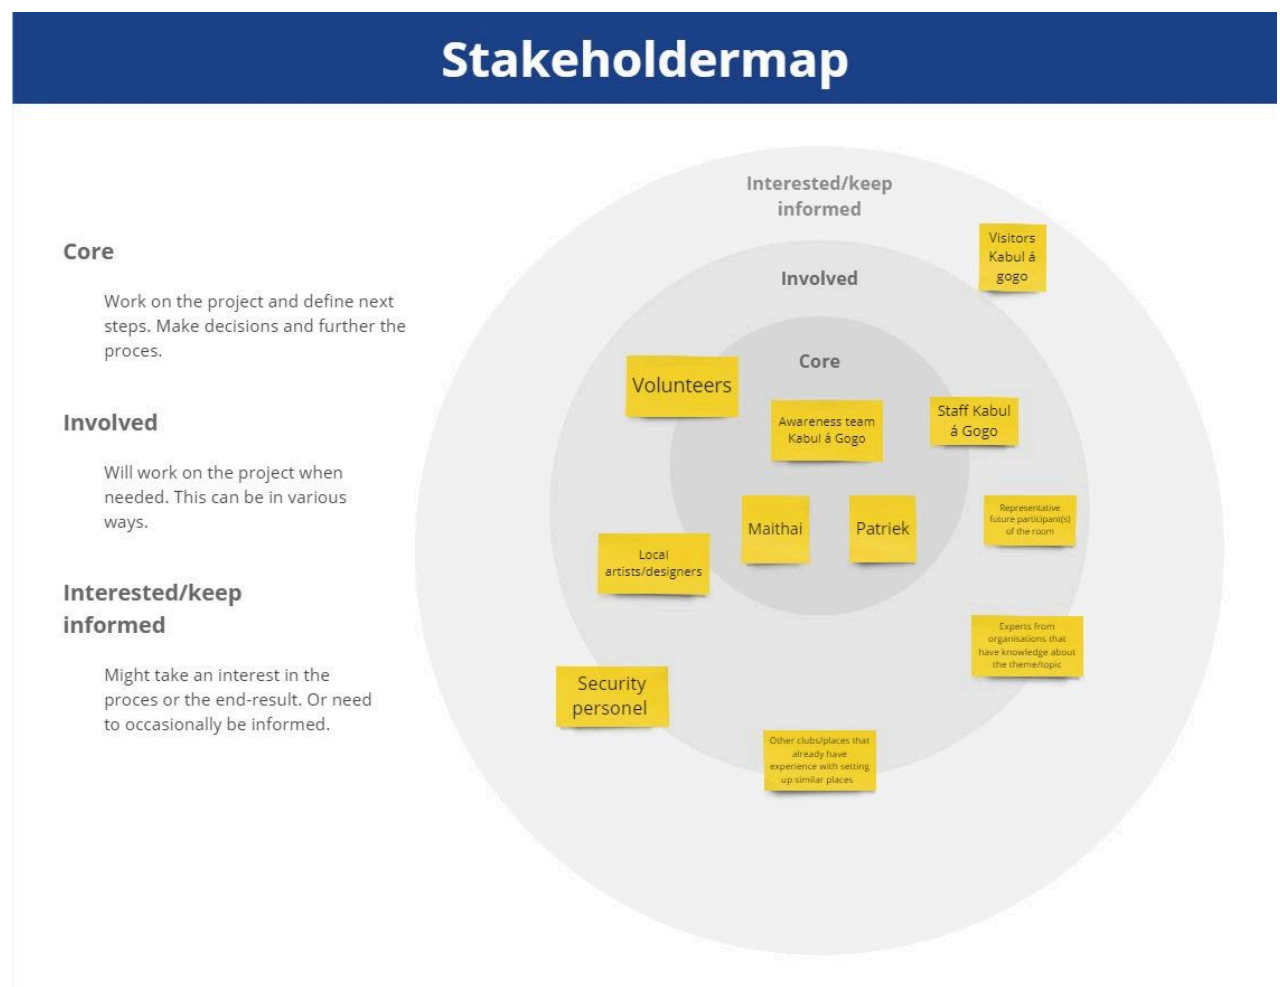 Stakeholdermap
Core
Work on the project and define next
steps. Make decisions and further the
proces.
Involved
Will work on the project when
needed. This can be in various
ways.
Interested/keep
informed
Might take an interest in the
proces or the end-result. Or need
to occasionally be informed.
Interested/keep
informed
Visitors
Kabul á
gogo
Involved
Core
Volunteers
Awareness team
Kabul á Gogo
Staff Kabul
á Gogo
Maithai
Patriek
Representative
future participant(s)
of the room
Local
artists/designers
Experts from
organisations that
have knowledge about
the theme/topic
Security
personel
Other clubs/places that
already have
experience with setting
up similar places